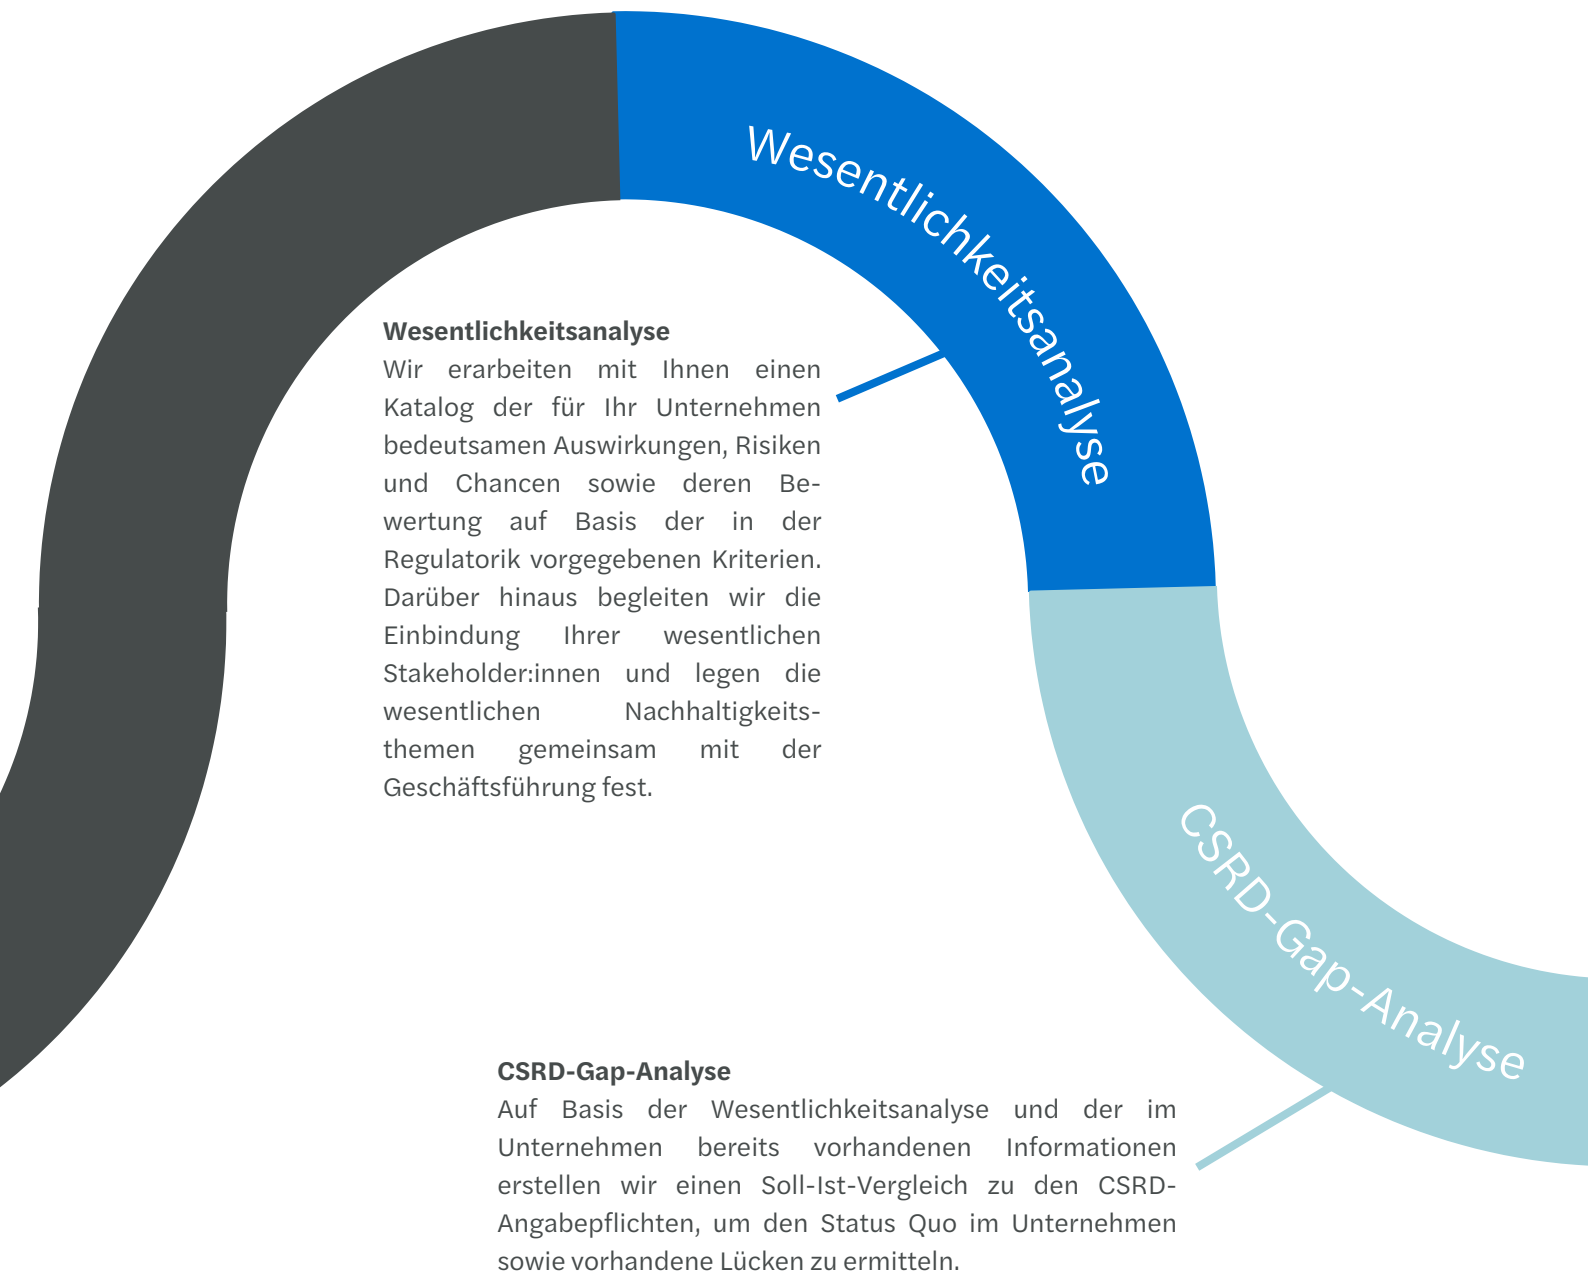 Wesentlichkeitsanalyse
Wesentlichkeitsanalyse
Wir erarbeiten mit Ihnen einen
Katalog der für Ihr Unternehmen
bedeutsamen Auswirkungen, Risiken
und Chancen sowie deren Be-
wertung auf Basis der in der
Regulatorik vorgegebenen Kriterien.
Darüber hinaus begleiten wir die
Einbindung Ihrer wesentlichen
Stakeholder:innen und legen die
wesentlichen Nachhaltigkeits-
themen gemeinsam mit der
Geschäftsführung fest.
CSRD-Gap-Analyse
CSRD-Gap-Analyse
Auf Basis der Wesentlichkeitsanalyse und der im
Unternehmen bereits vorhandenen Informationen
erstellen wir einen Soll-Ist-Vergleich zu den CSRD-
Angabepflichten, um den Status Quo im Unternehmen
sowie vorhandene Lücken zu ermitteln.